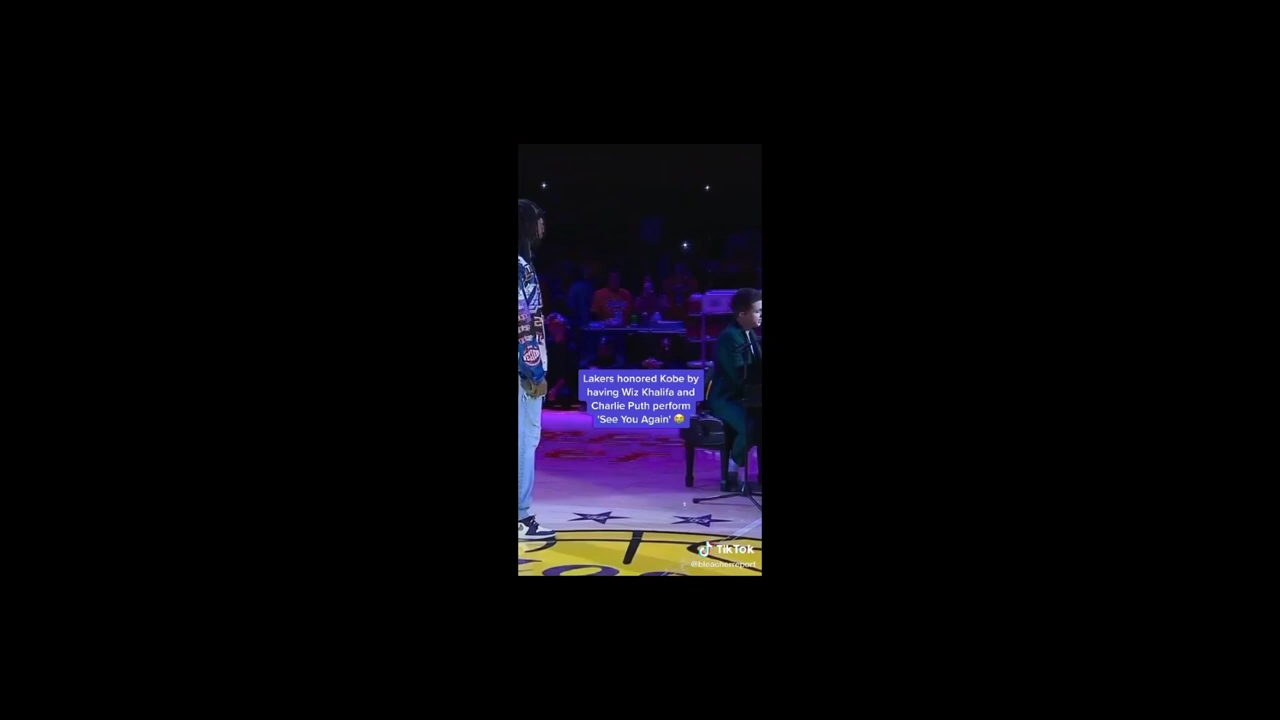 Lakers honored Kobe by
having Wiz Khalifa and
Charlie Puth perform
'See You Again' 😭
TikTok
@bleacherreport